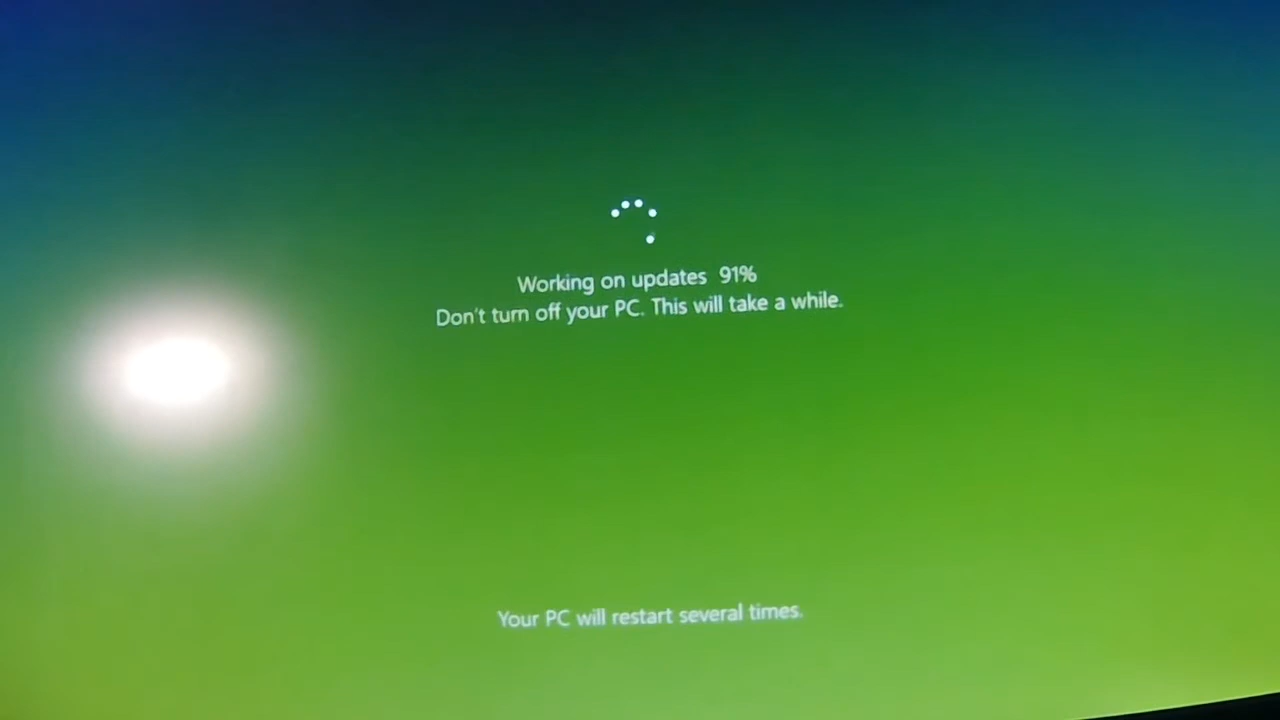 Working on updates 91%
Don't turn off your PC. This will take a while.
Your PC will restart several times.